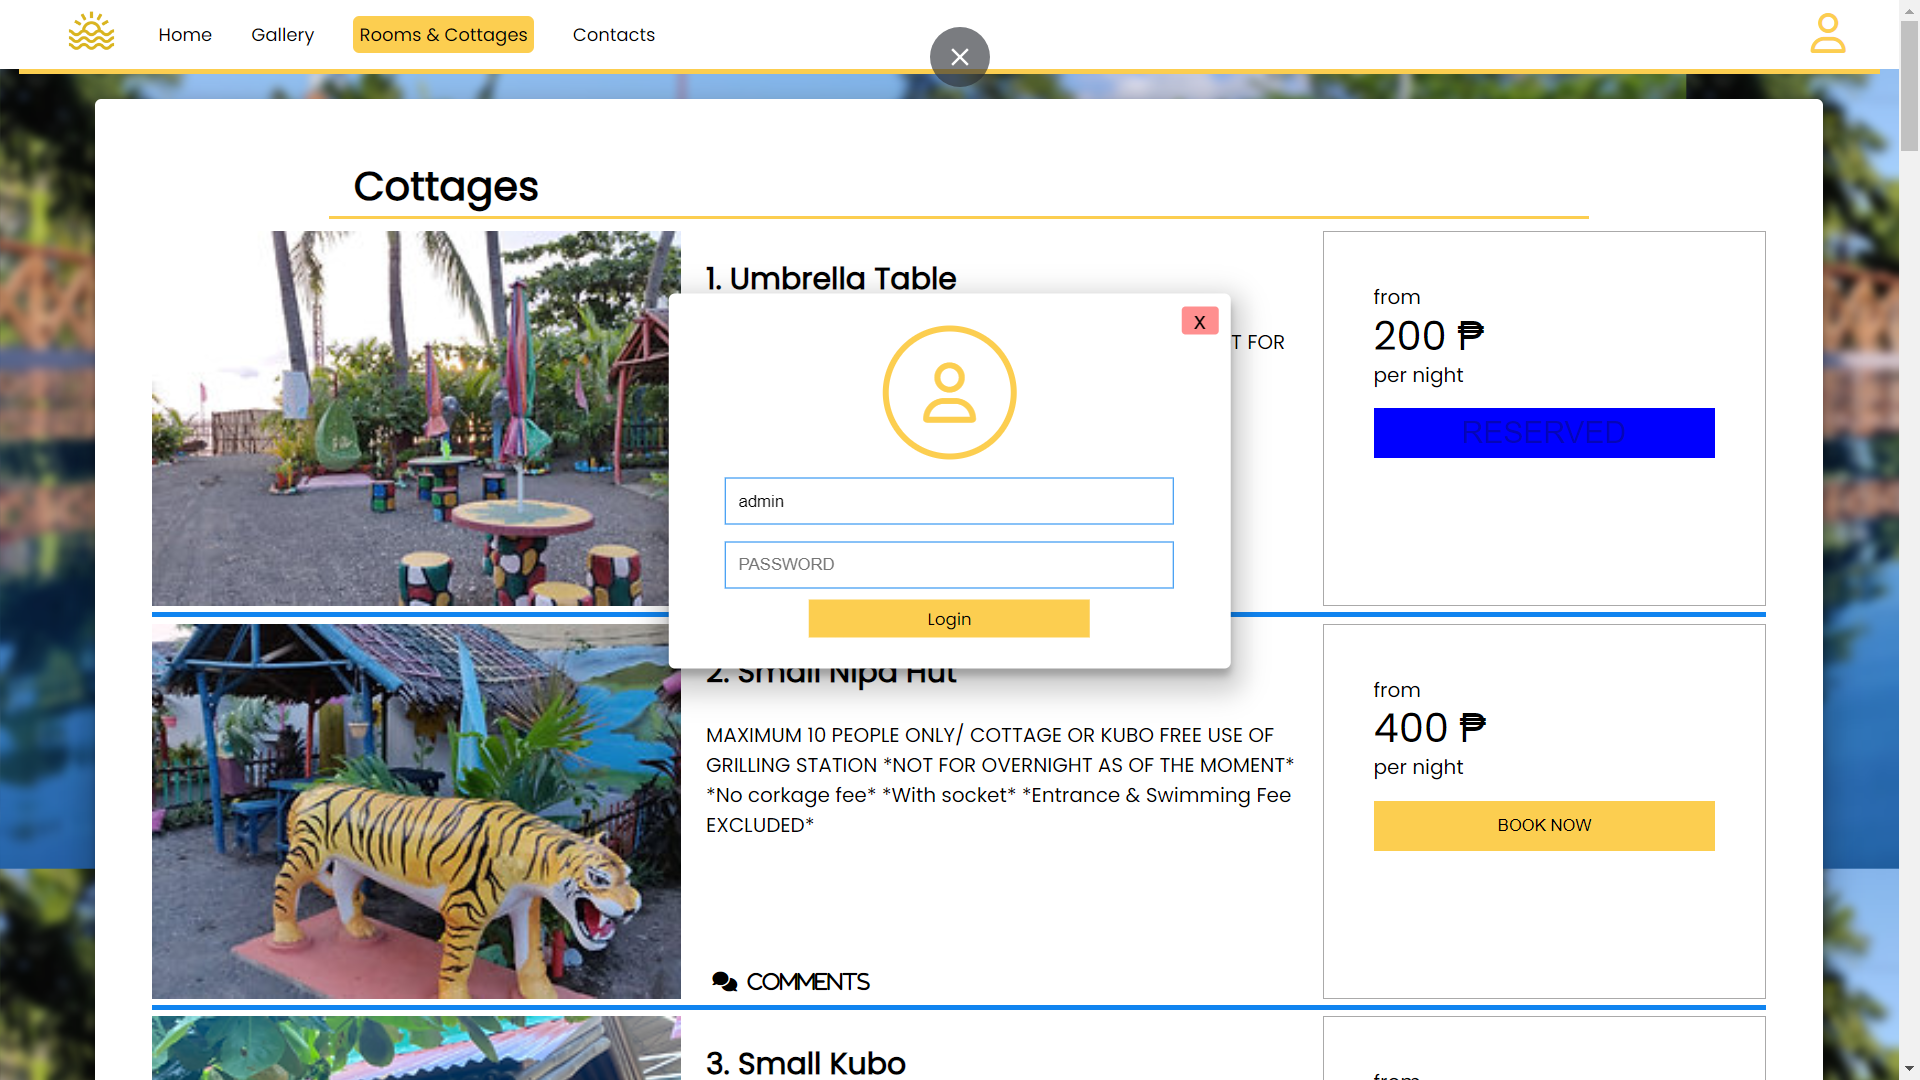 Home
Gallery
Rooms & Cottages
Contacts
Cottages
1. Umbrella Table
T FOR
from
200 ₱
per night
RESERVED
X
admin
PASSWORD
Login
2. Small Nipa Hut
MAXIMUM 10 PEOPLE ONLY/ COTTAGE OR KUBO FREE USE OF
GRILLING STATION *NOT FOR OVERNIGHT AS OF THE MOMENT*
*No corkage fee* *With socket* *Entrance & Swimming Fee
EXCLUDED*
COMMENTS
from
400 ₱
per night
BOOK NOW
3. Small Kubo
from